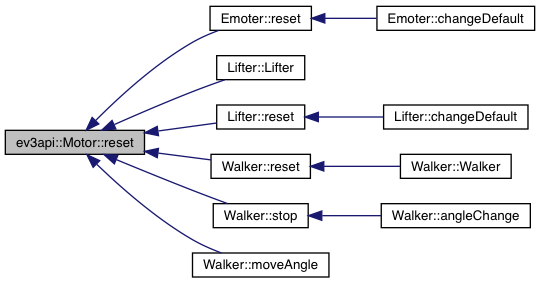 Emoter::reset
Emoter::changeDefault
Lifter::Lifter
Lifter::reset
Lifter::changeDefault
ev3api::Motor::reset
Walker::reset
Walker::Walker
Walker::stop
Walker::angleChange
Walker::moveAngle